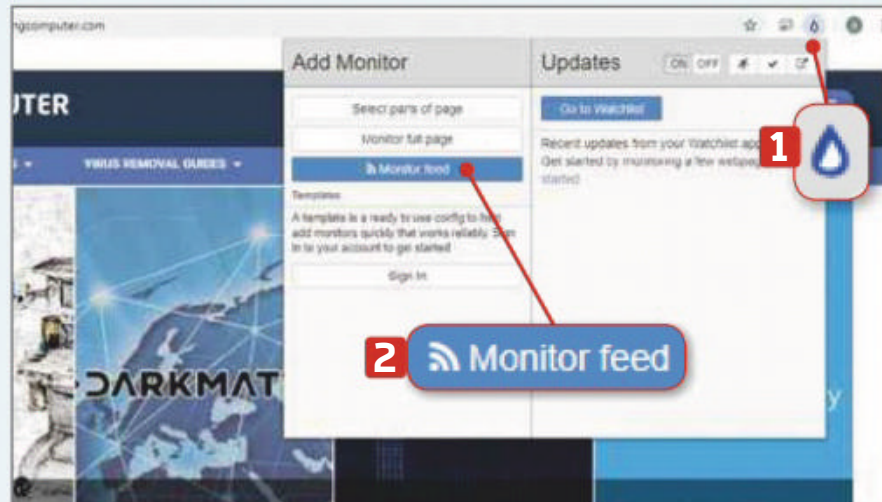 ngcomputer.com
Add Monitor
Updates
ON OFF
UTER
Select parts of page
Monitor full page
Monitor feed
Go to Watchlist
Recent updates from your Watchlist
Get started by monitoring a few
started
1
VIRUS REMOVAL GUIDES
Templates
A template is a ready to use config to
add monitors quickly that works reliably. Sign
in to your account to get started
Sign In
2 Monitor feed
DARKMAT
y